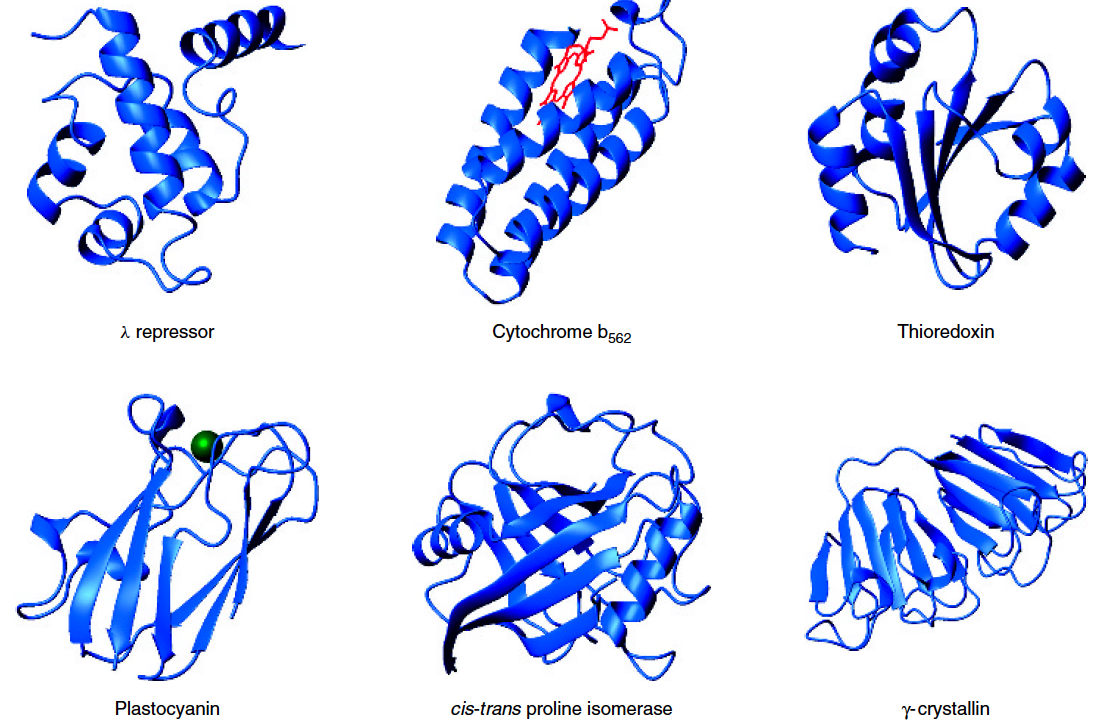 λ repressor
Cytochrome b₅₆₂
Thioredoxin
Plastocyanin
cis-trans proline isomerase
γ-crystallin